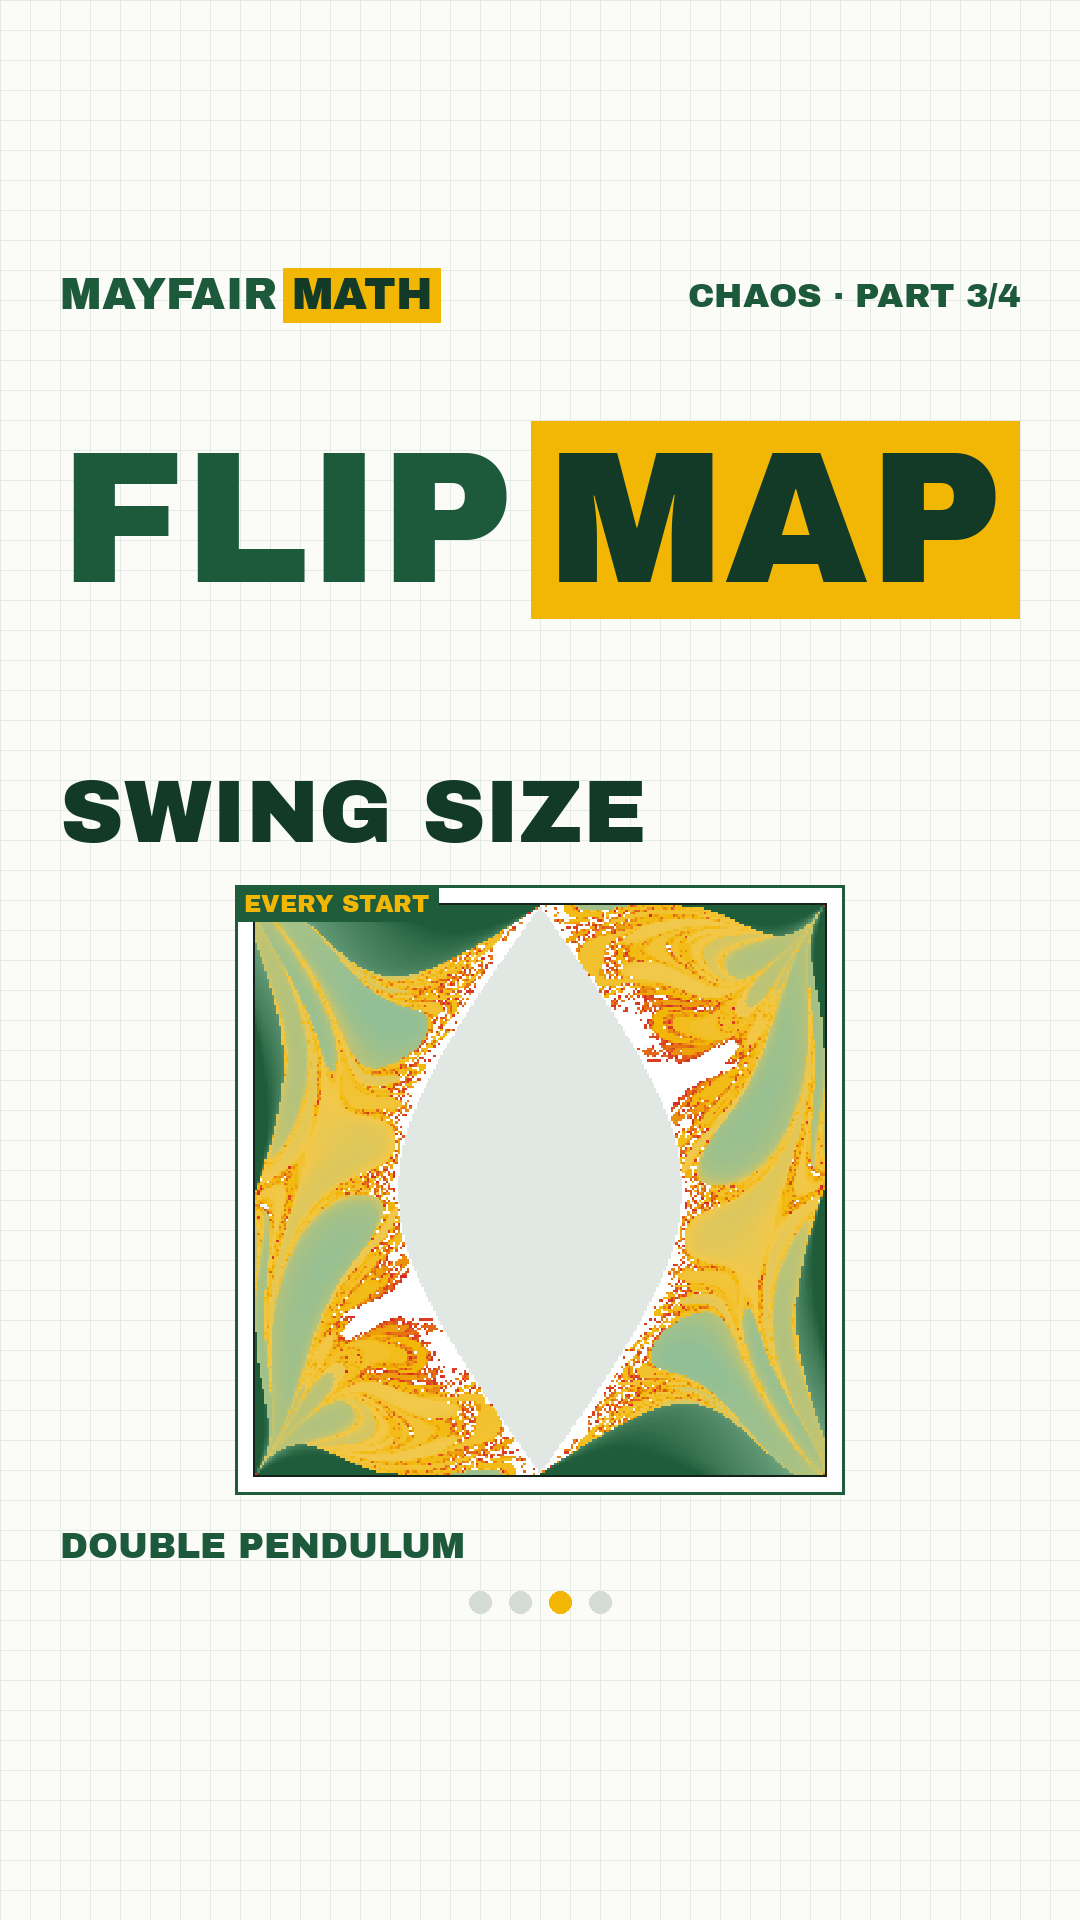 MAYFAIR MATH
CHAOS · PART 3/4
FLIP MAP
SWING SIZE
EVERY START
DOUBLE PENDULUM